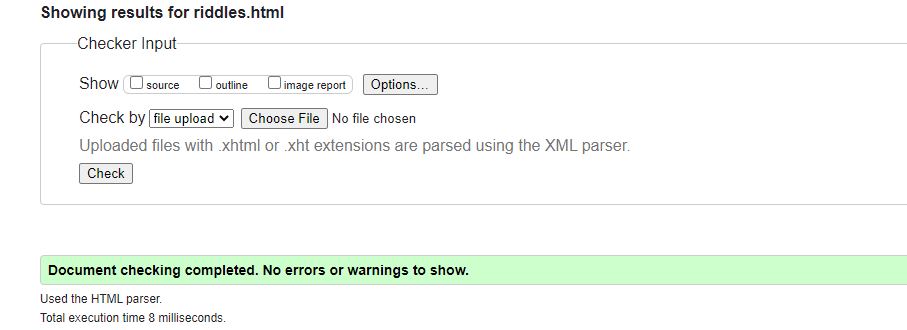 Showing results for riddles.html
Checker Input
Show source outline image report Options...
Check by file upload Choose File No file chosen
Uploaded files with .xhtml or .xht extensions are parsed using the XML parser.
Check
Document checking completed. No errors or warnings to show.
Used the HTML parser.
Total execution time 8 milliseconds.